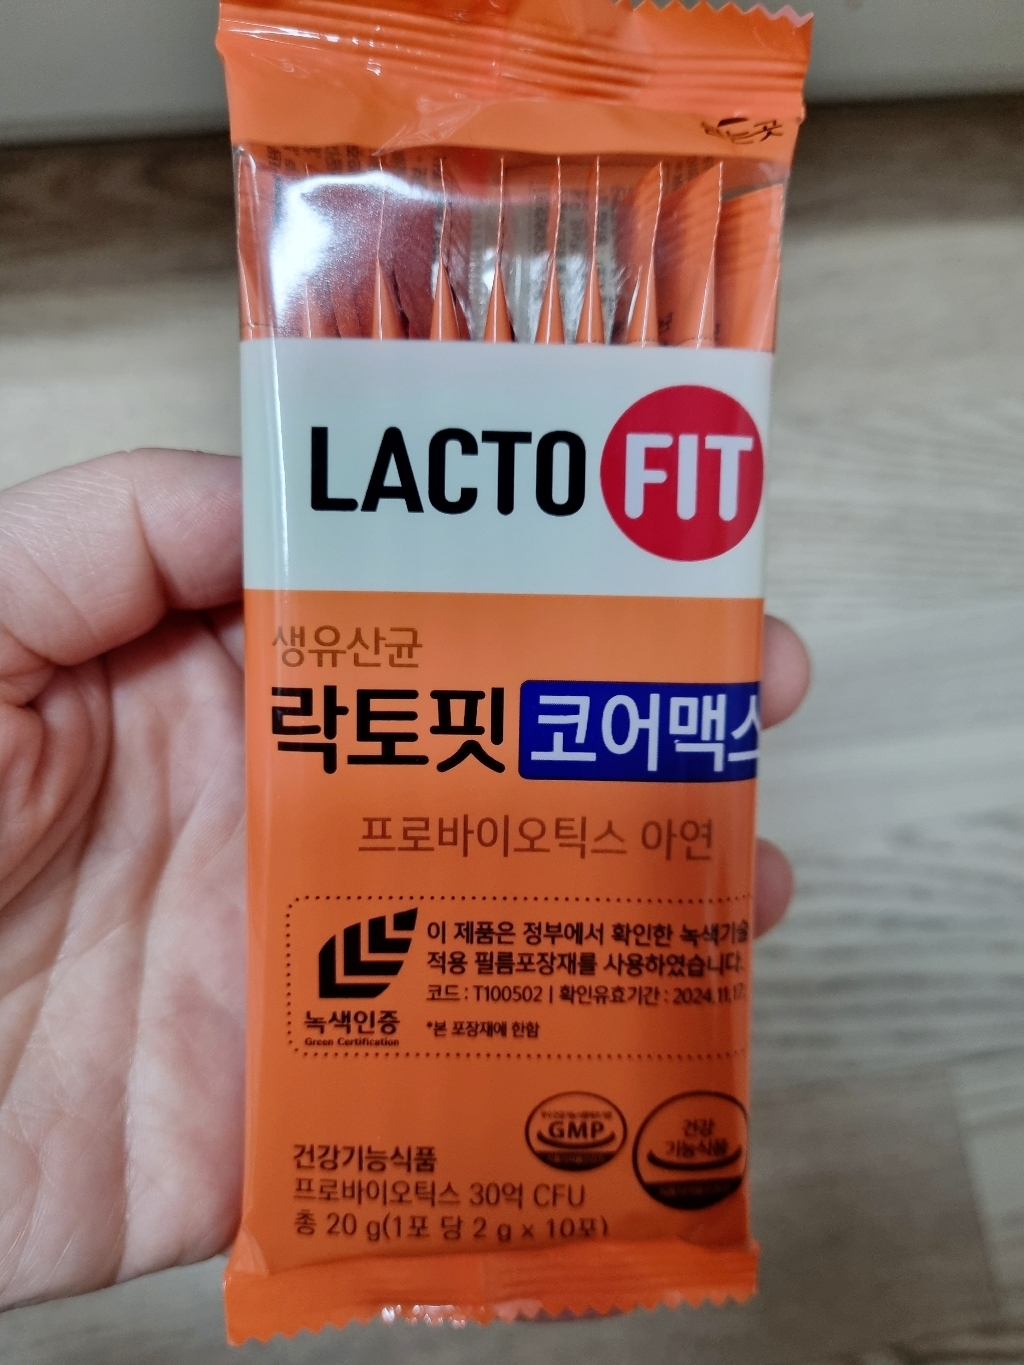 LACTO FIT
생유산균
락토핏 코어맥스
프로바이오틱스 아연
이 제품은 정부에서 확인한 녹색기술
적용 필름포장재를 사용하였습니다.
코드 : T100502 | 확인유효기간 : 2024.11.17.
*본 포장재에 한함
녹색인증
Green Certification
GMP
건강
기능식품
건강기능식품
프로바이오틱스 30억 CFU
총 20 g(1포 당 2 g x 10포)